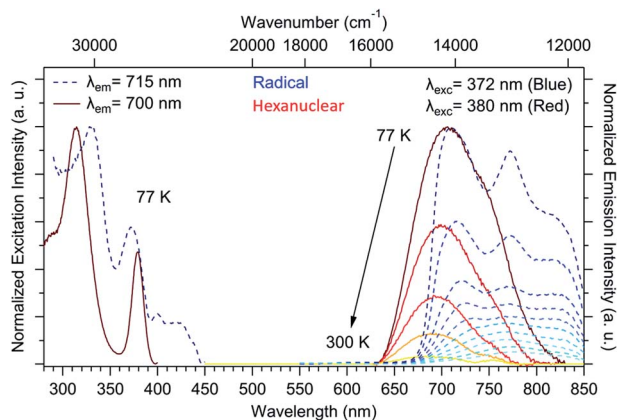 Wavenumber (cm⁻¹)
30000 20000 18000 16000 14000 12000
λem= 715 nm Radical λexc= 372 nm (Blue)
λem= 700 nm Hexanuclear λexc= 380 nm (Red)
77 K 77 K
300 K
Normalized Excitation Intensity (a. u.)
Normalized Emission Intensity (a. u.)
300 350 400 450 500 550 600 650 700 750 800 850
Wavelength (nm)